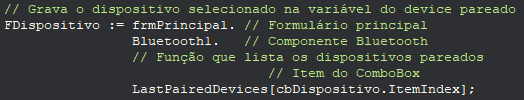 // Grava o dispositivo selecionado na variável do device pareado
FDispositivo := frmPrincipal. // Formulário principal
Bluetooth1. // Componente Bluetooth
// Função que lista os dispositivos pareados
// Item do ComboBox
LastPairedDevices[cbDispositivo.ItemIndex];